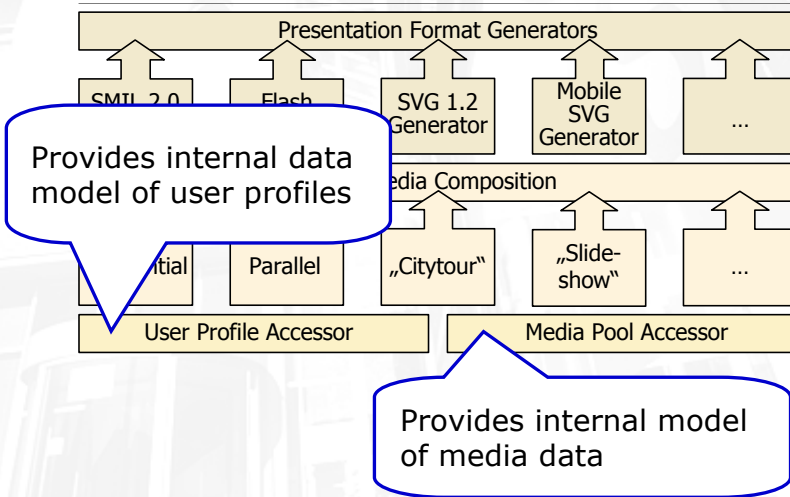 Presentation Format Generators
SMIL 2.0
Flash
SVG 1.2
Generator
Mobile
SVG
Generator
...
Provides internal data
model of user profiles
edia Composition
tial
Parallel
„Citytour“
„Slide-
show“
...
User Profile Accessor
Media Pool Accessor
Provides internal model
of media data